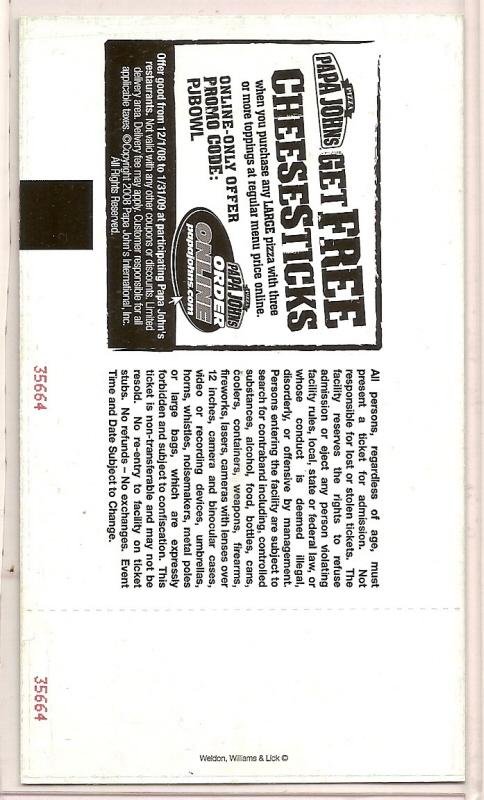 PIZZA
PAPA JOHNS
GET FREE
CHEESESTICKS
when you purchase any LARGE pizza with three
or more toppings at regular menu price online.
ONLINE-ONLY OFFER
PROMO CODE:
PJBOWL
PIZZA
PAPA JOHNS
ORDER
ONLINE
papajohns.com
Offer good from 12/1/08 to 1/31/09 at participating Papa John's
restaurants. Not valid with any other coupons or discounts. Limited
delivery area. Delivery fee may apply. Customer responsible for all
applicable taxes. ©Copyright 2008 Papa John's International, Inc.
All Rights Reserved.
All persons, regardless of age, must
present a ticket for admission. Not
responsible for lost or stolen tickets. The
facility reserves the rights to refuse
admission or eject any person violating
facility rules, local, state or federal law, or
whose conduct is deemed illegal,
disorderly, or offensive by management.
Persons entering the facility are subject to
search for contraband including, controlled
substances, alcohol, food, bottles, cans,
coolers, containers, weapons, firearms,
fireworks, lasers, cameras with lenses over
12 inches, camera and binocular cases,
video or recording devices, umbrellas,
horns, whistles, noisemakers, metal poles
or large bags, which are expressly
forbidden and subject to confiscation. This
ticket is non-transferable and may not be
resold. No re-entry to facility on ticket
stubs. No refunds – No exchanges. Event
Time and Date Subject to Change.
35664
35664
Weldon, Williams & Lick ©